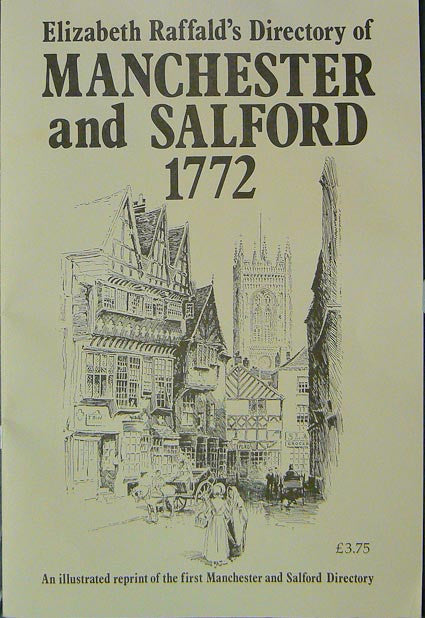 Elizabeth Raffald's Directory of
MANCHESTER
and SALFORD
1772
£3.75
An illustrated reprint of the first Manchester and Salford Directory